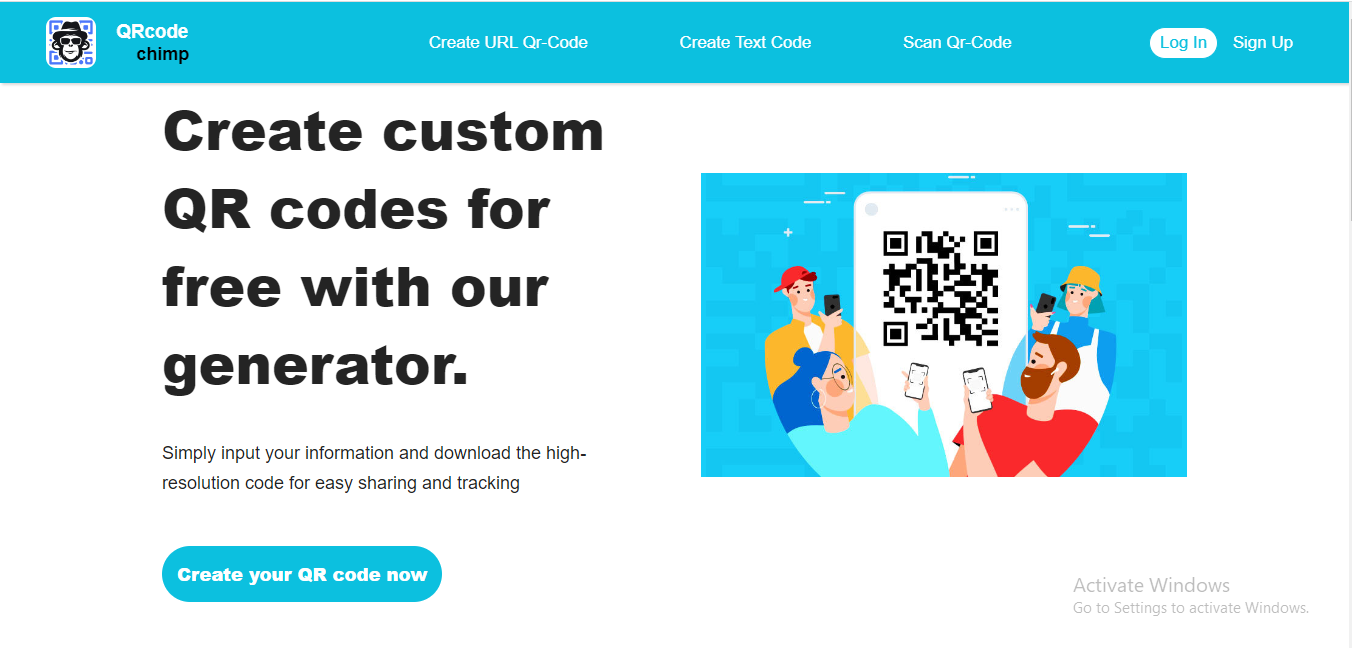 QRcode
chimp
Create URL Qr-Code
Create Text Code
Scan Qr-Code
Log In
Sign Up
Create custom
QR codes for
free with our
generator.
Simply input your information and download the high-
resolution code for easy sharing and tracking
Create your QR code now
Activate Windows
Go to Settings to activate Windows.